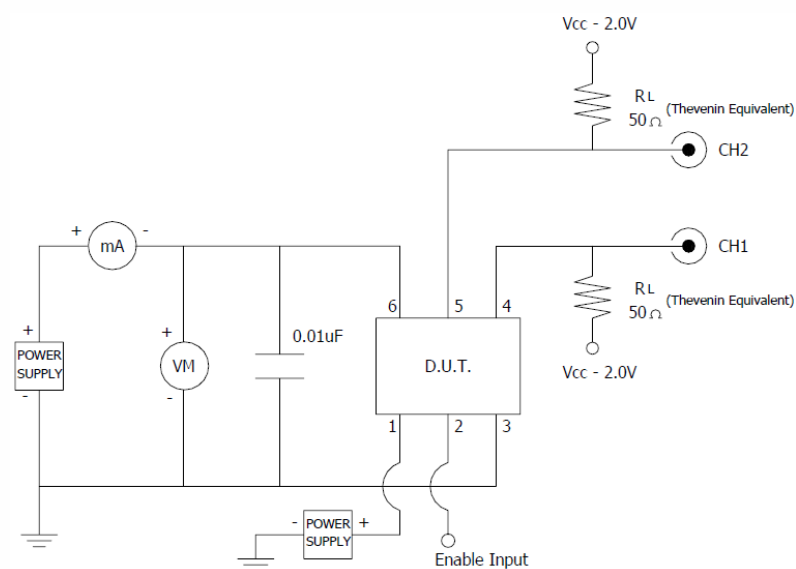 Vcc - 2.0V
RL (Thevenin Equivalent)
50Ω
CH2
+ mA -
CH1
RL (Thevenin Equivalent)
50Ω
6 5 4
+
POWER
SUPPLY
-
+
VM
-
0.01uF
D.U.T.
Vcc - 2.0V
1 2 3
- POWER +
SUPPLY
Enable Input